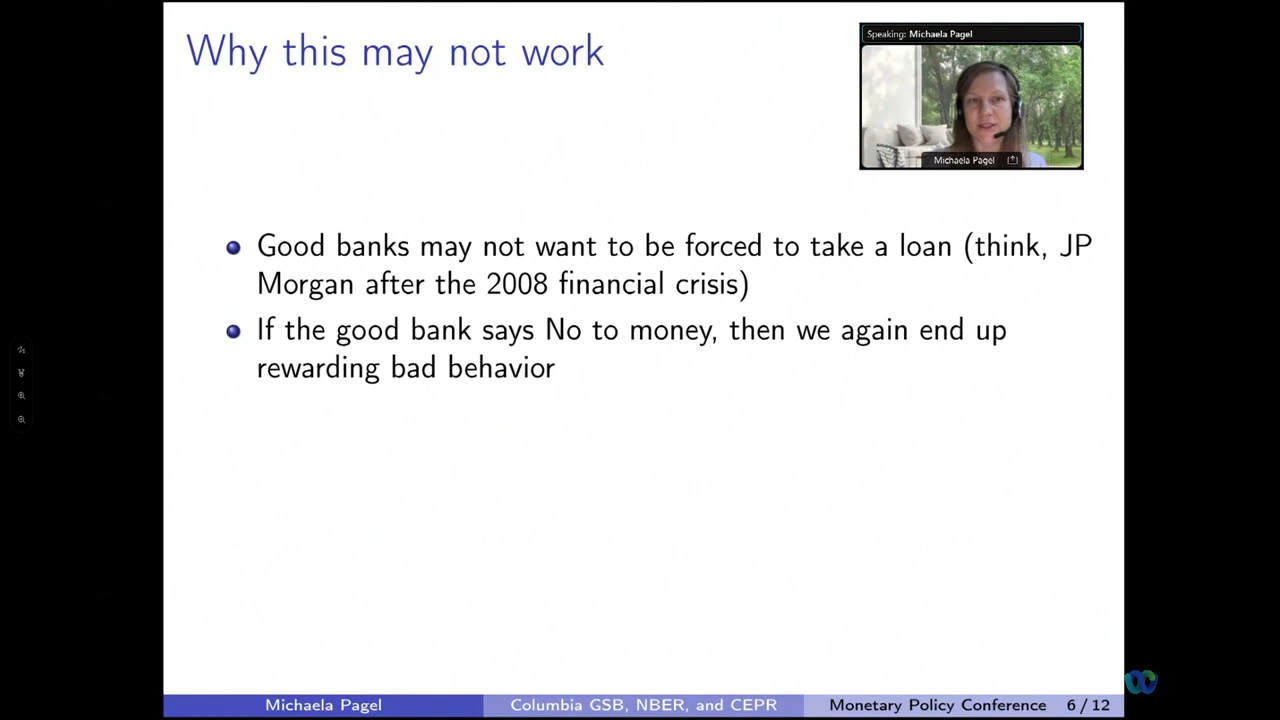 Why this may not work
Speaking: Michaela Pagel
Michaela Pagel
Good banks may not want to be forced to take a loan (think, JP
Morgan after the 2008 financial crisis)
If the good bank says No to money, then we again end up
rewarding bad behavior
Michaela Pagel
Columbia GSB, NBER, and CEPR
Monetary Policy Conference 6 / 12